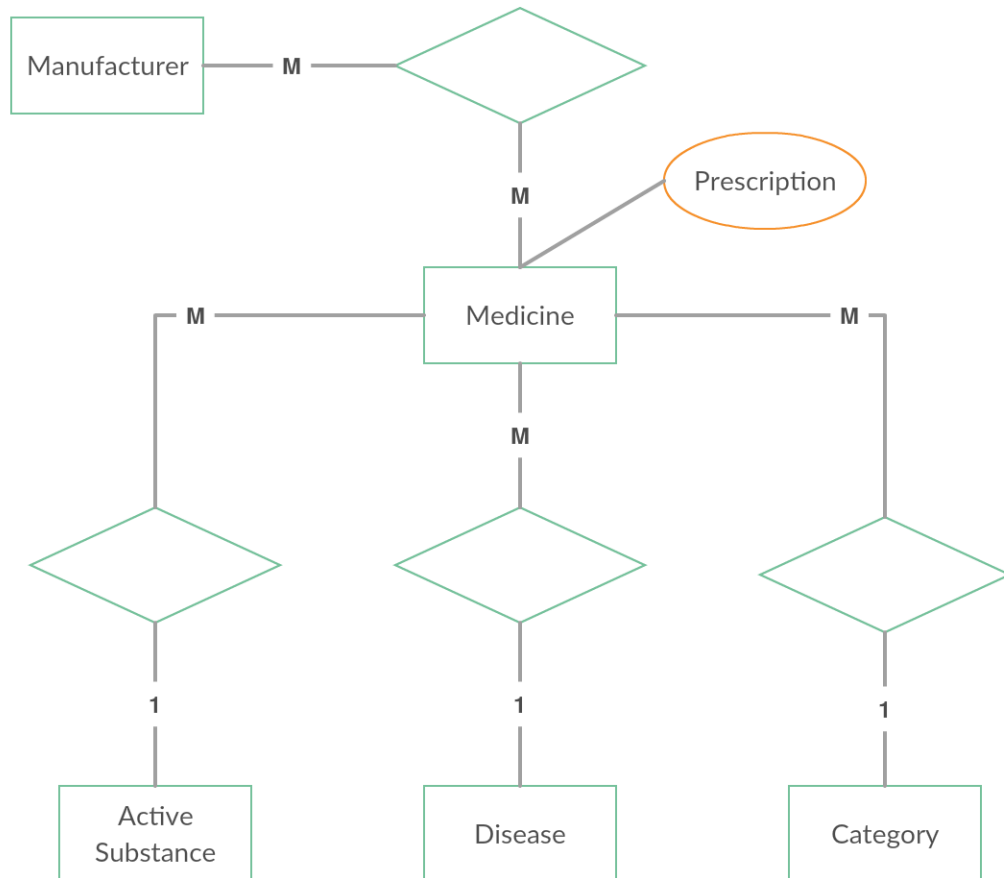 Manufacturer
M
M
Prescription
Medicine
M
M
M
1
1
1
Active
Substance
Disease
Category